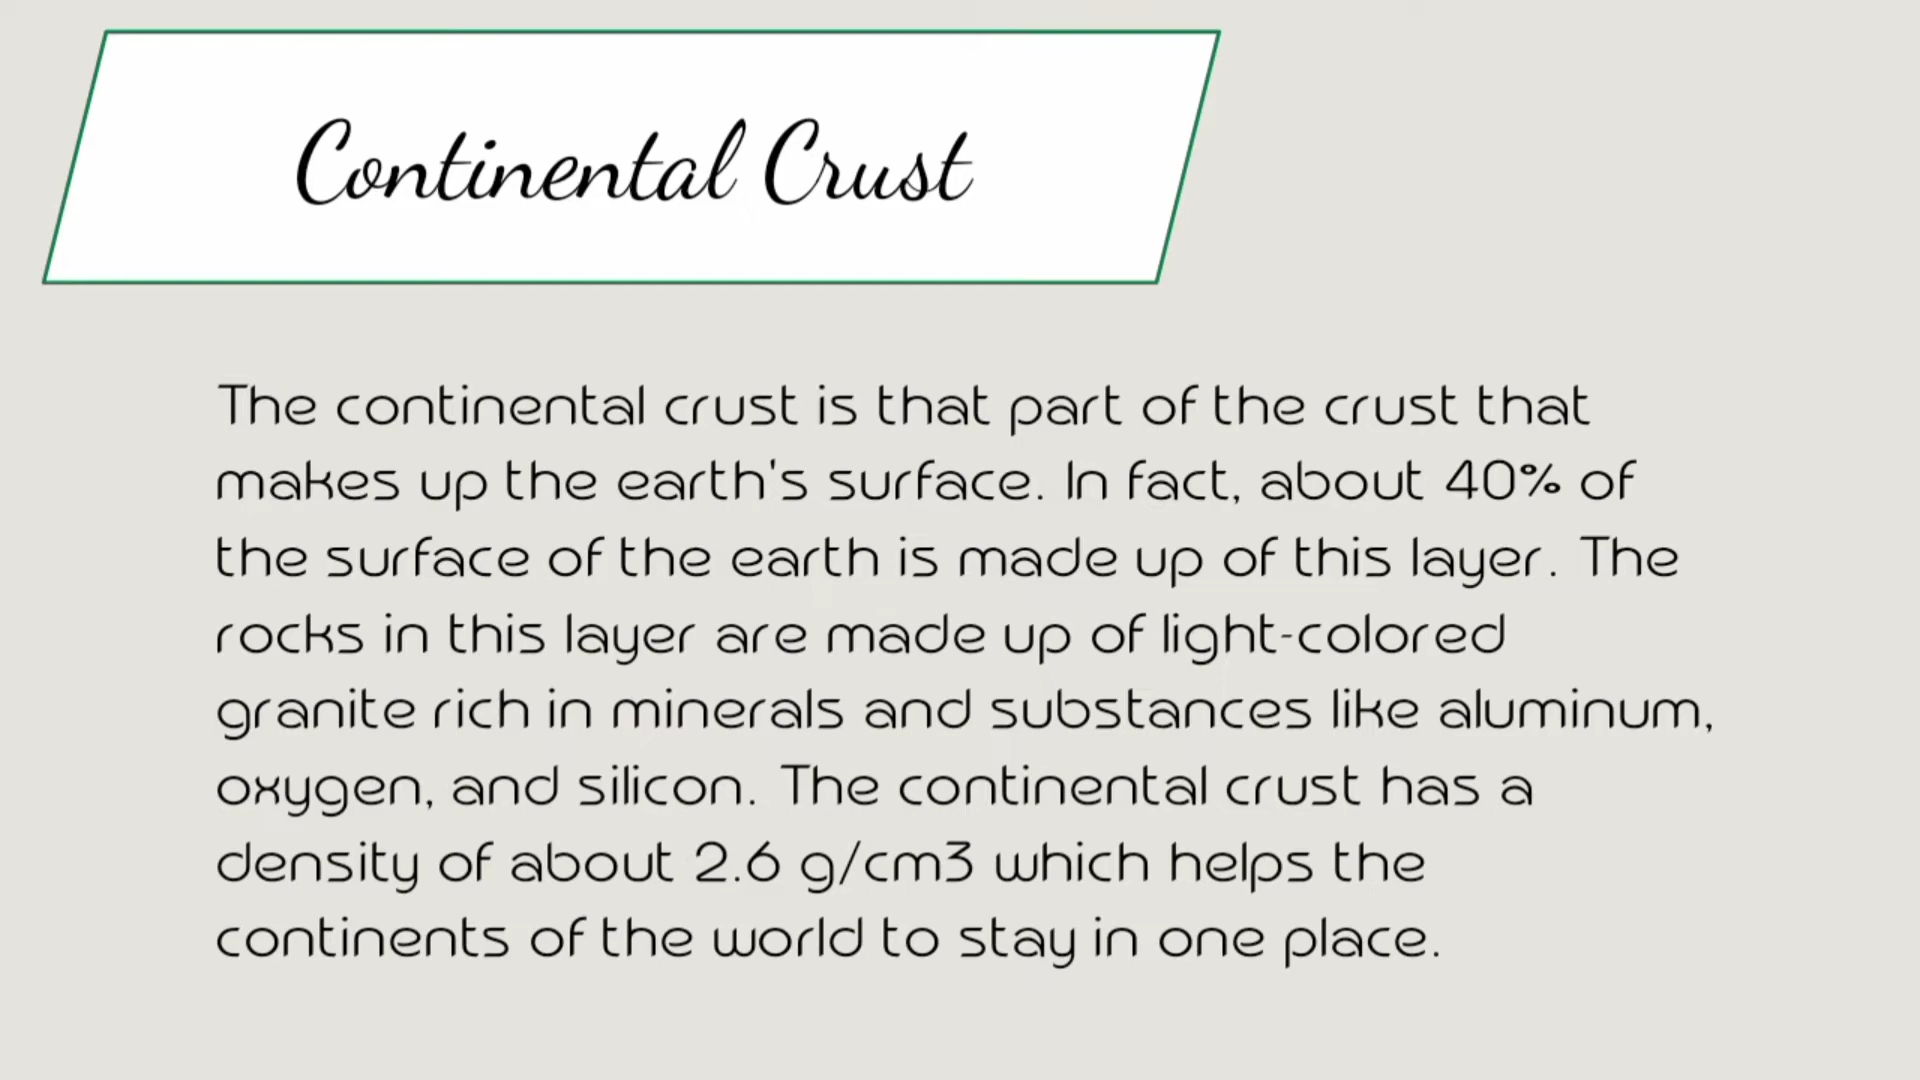 Continental Crust
The continental crust is that part of the crust that
makes up the earth's surface. In fact, about 40% of
the surface of the earth is made up of this layer. The
rocks in this layer are made up of light-colored
granite rich in minerals and substances like aluminum,
oxygen, and silicon. The continental crust has a
density of about 2.6 g/cm3 which helps the
continents of the world to stay in one place.